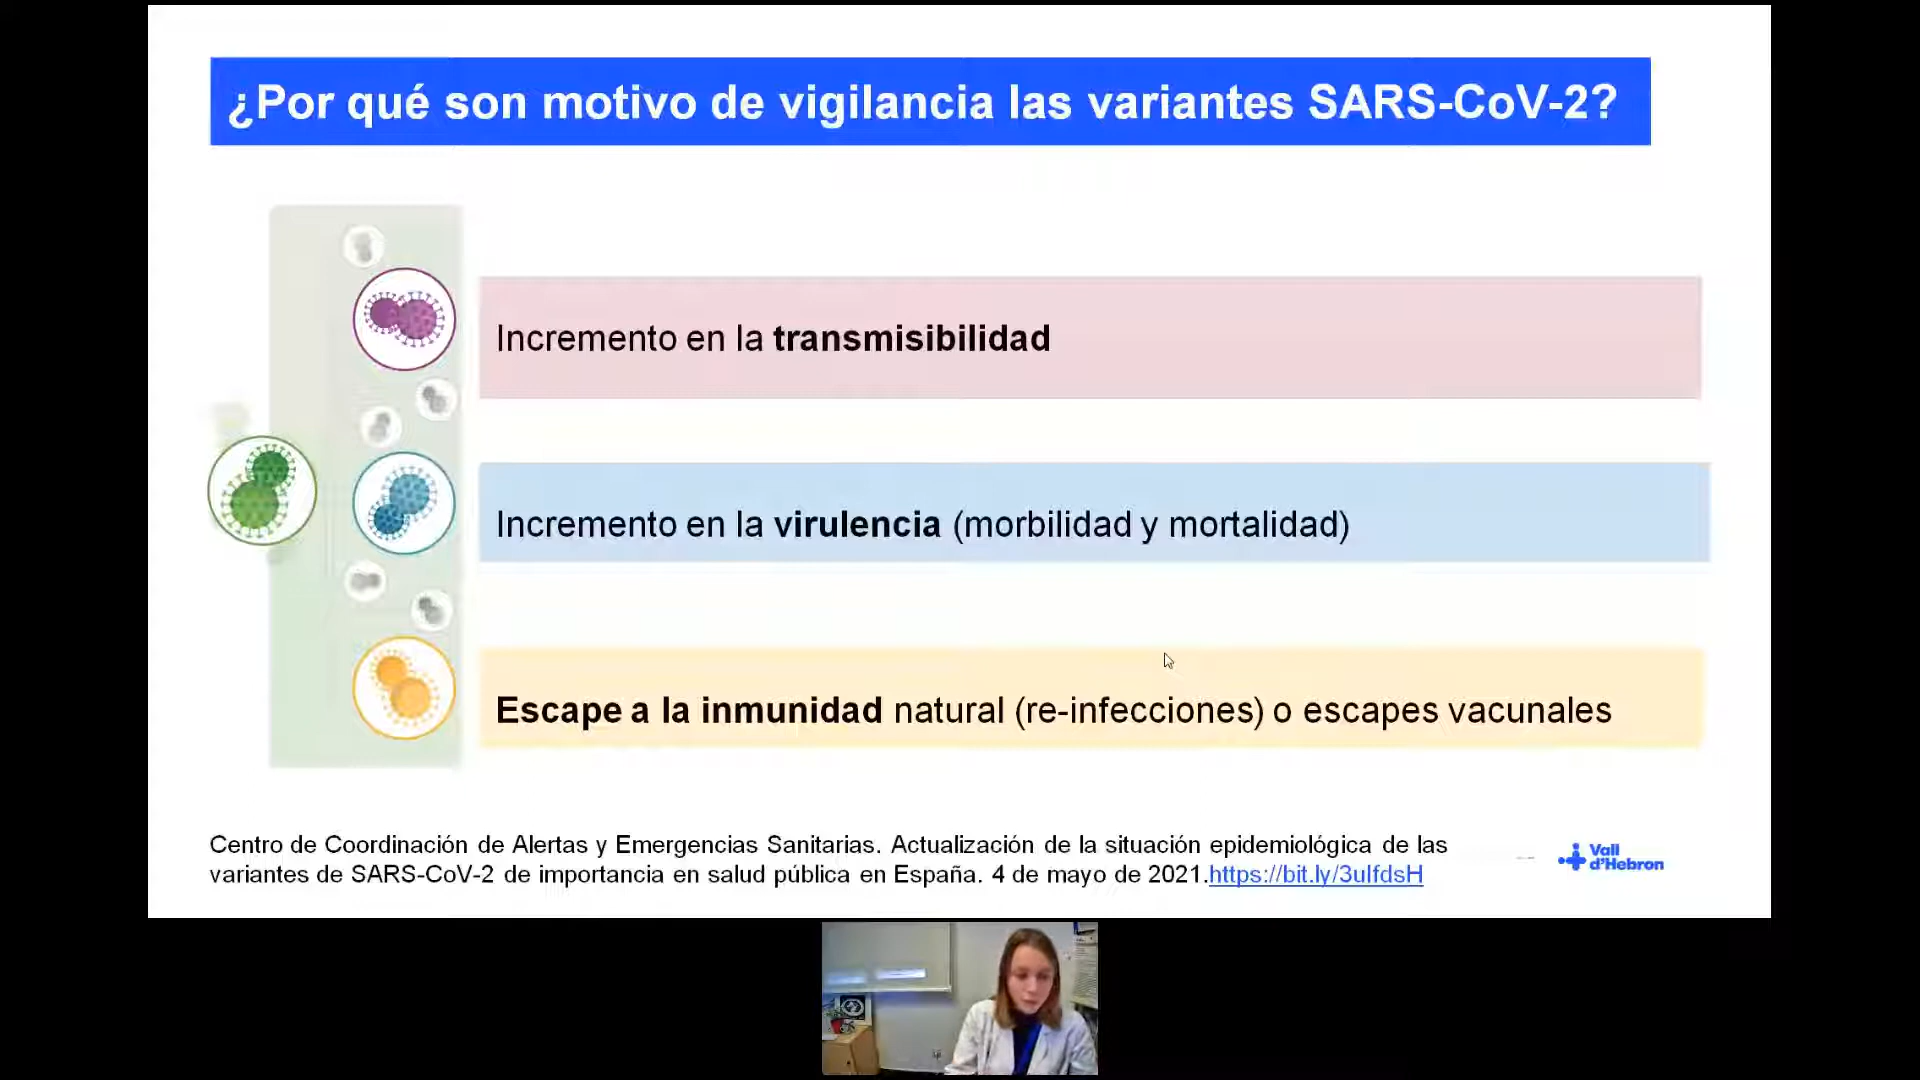 ¿Por qué son motivo de vigilancia las variantes SARS-CoV-2?
Incremento en la transmisibilidad
Incremento en la virulencia (morbilidad y mortalidad)
Escape a la inmunidad natural (re-infecciones) o escapes vacunales
Centro de Coordinación de Alertas y Emergencias Sanitarias. Actualización de la situación epidemiológica de las
variantes de SARS-CoV-2 de importancia en salud pública en España. 4 de mayo de 2021.https://bit.ly/3ulfdsH
Vall
d'Hebron